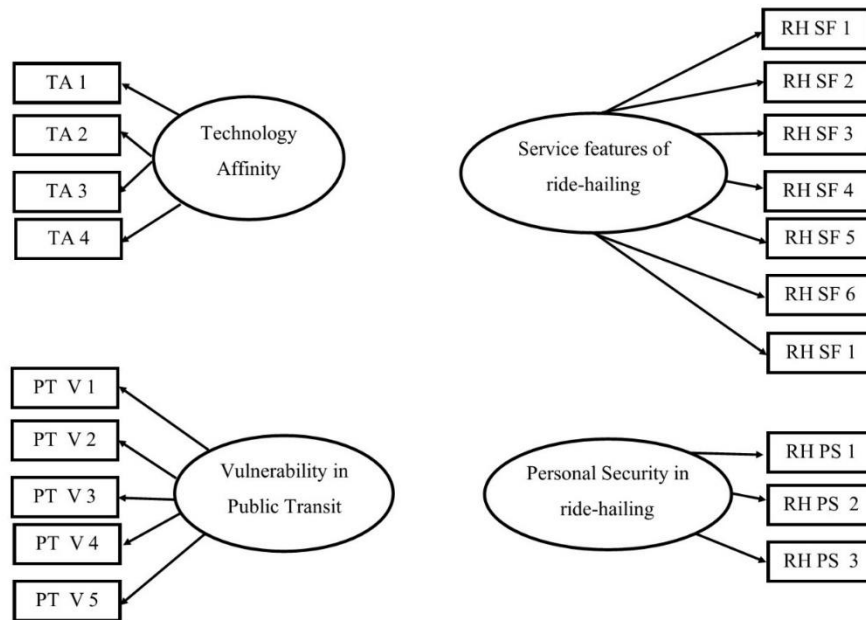 TA 1
TA 2
TA 3
TA 4
Technology
Affinity
Service features of
ride-hailing
RH SF 1
RH SF 2
RH SF 3
RH SF 4
RH SF 5
RH SF 6
RH SF 1
PT V 1
PT V 2
PT V 3
PT V 4
PT V 5
Vulnerability in
Public Transit
Personal Security in
ride-hailing
RH PS 1
RH PS 2
RH PS 3